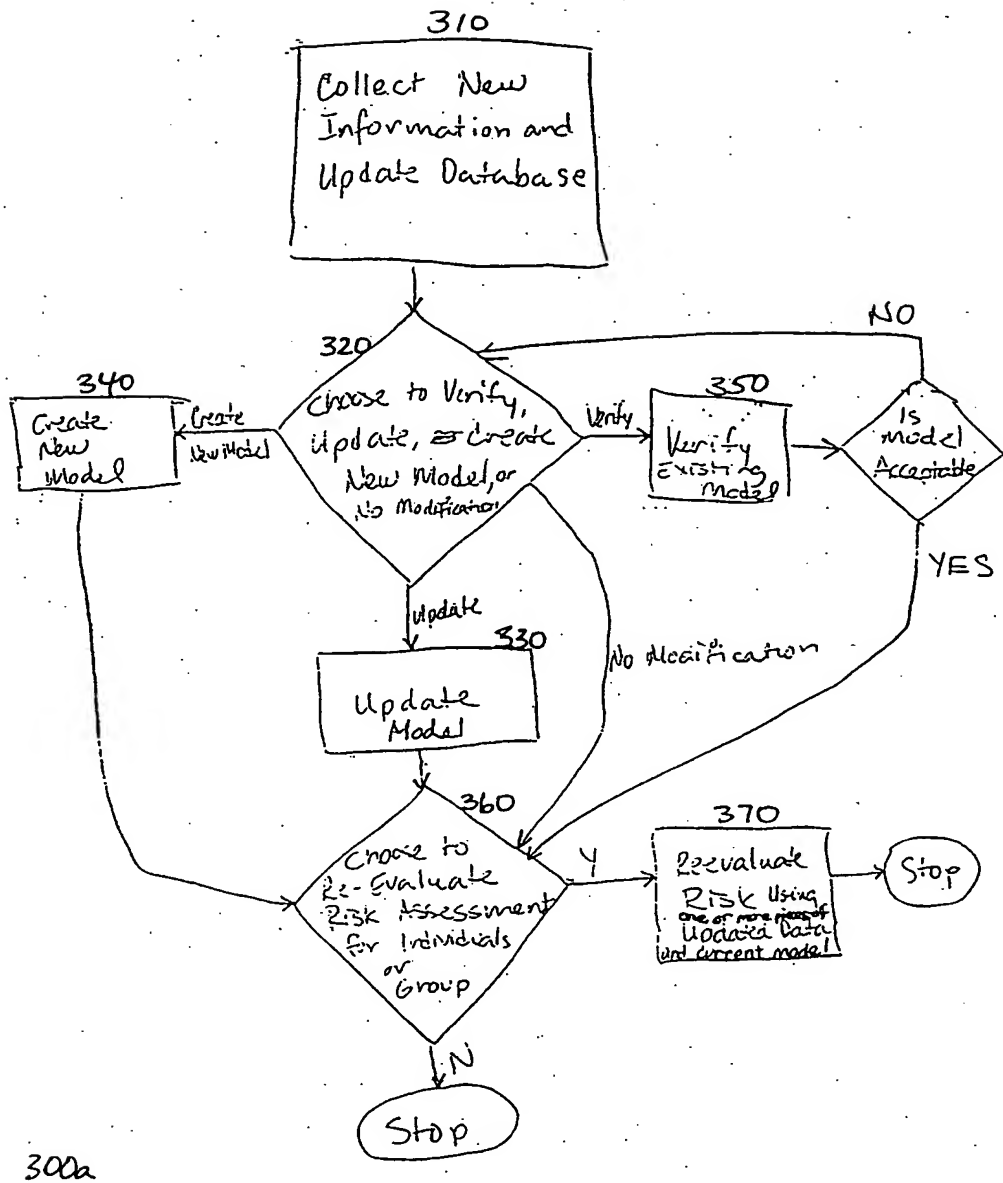 310
Collect New
Information and
Update Database
NO
320
Choose to Verify,
Update, or Create
New Model, or
No Modification
340
Create
New
Model
Create
New Model
Verify
350
Verify
Existing
Model
Is
Model
Acceptable
YES
Update
330
Update
Model
No Modification
360
Choose to
Re-Evaluate
Risk Assessment
for Individuals
or
Group
Y
370
Reevaluate
Risk Using
one or more pieces of
Updated Data
and current model
Stop
N
Stop
300a